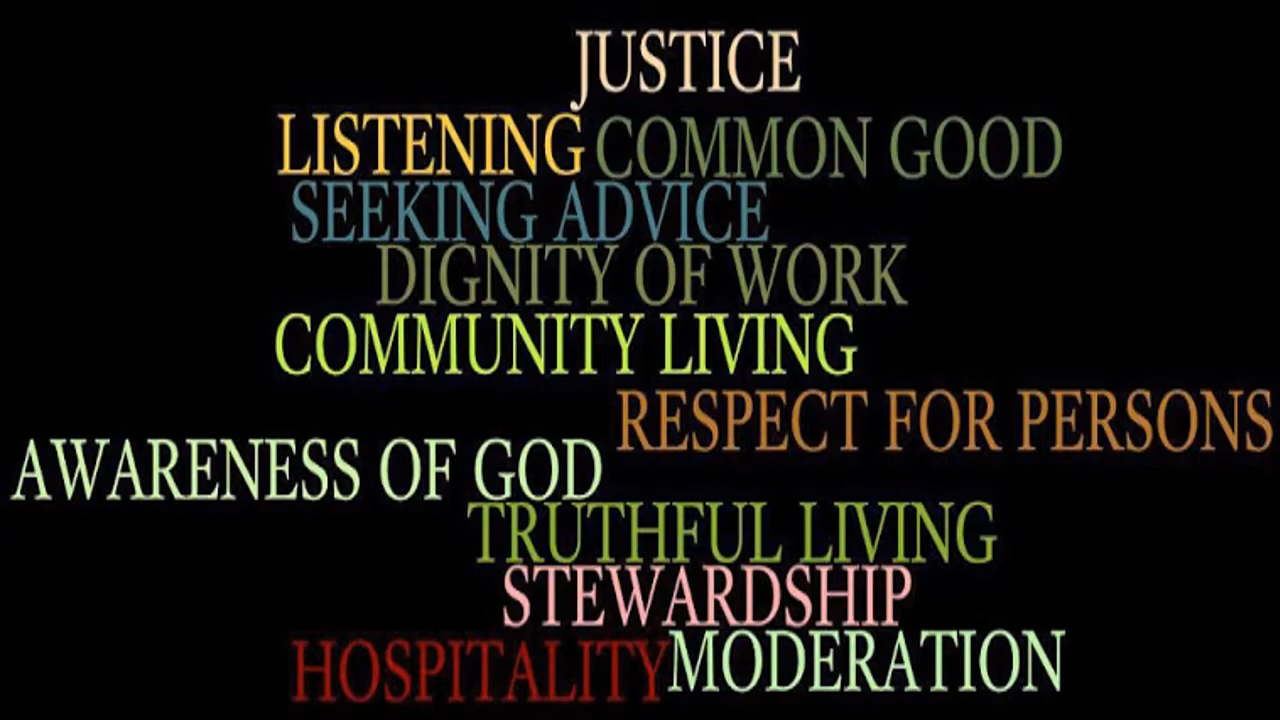 JUSTICE
LISTENING COMMON GOOD
SEEKING ADVICE
DIGNITY OF WORK
COMMUNITY LIVING
RESPECT FOR PERSONS
AWARENESS OF GOD
TRUTHFUL LIVING
STEWARDSHIP
HOSPITALITY MODERATION